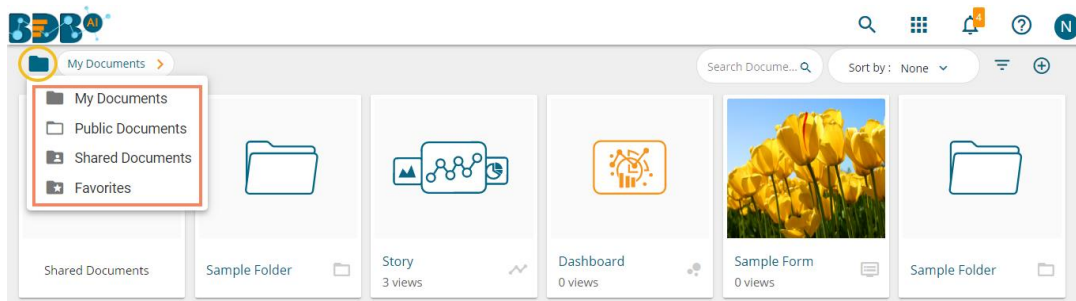 BDB AI
4
N
My Documents >
Search Docume...
Sort by : None
My Documents
Public Documents
Shared Documents
Favorites
Shared Documents
Sample Folder
Story
3 views
Dashboard
0 views
Sample Form
0 views
Sample Folder